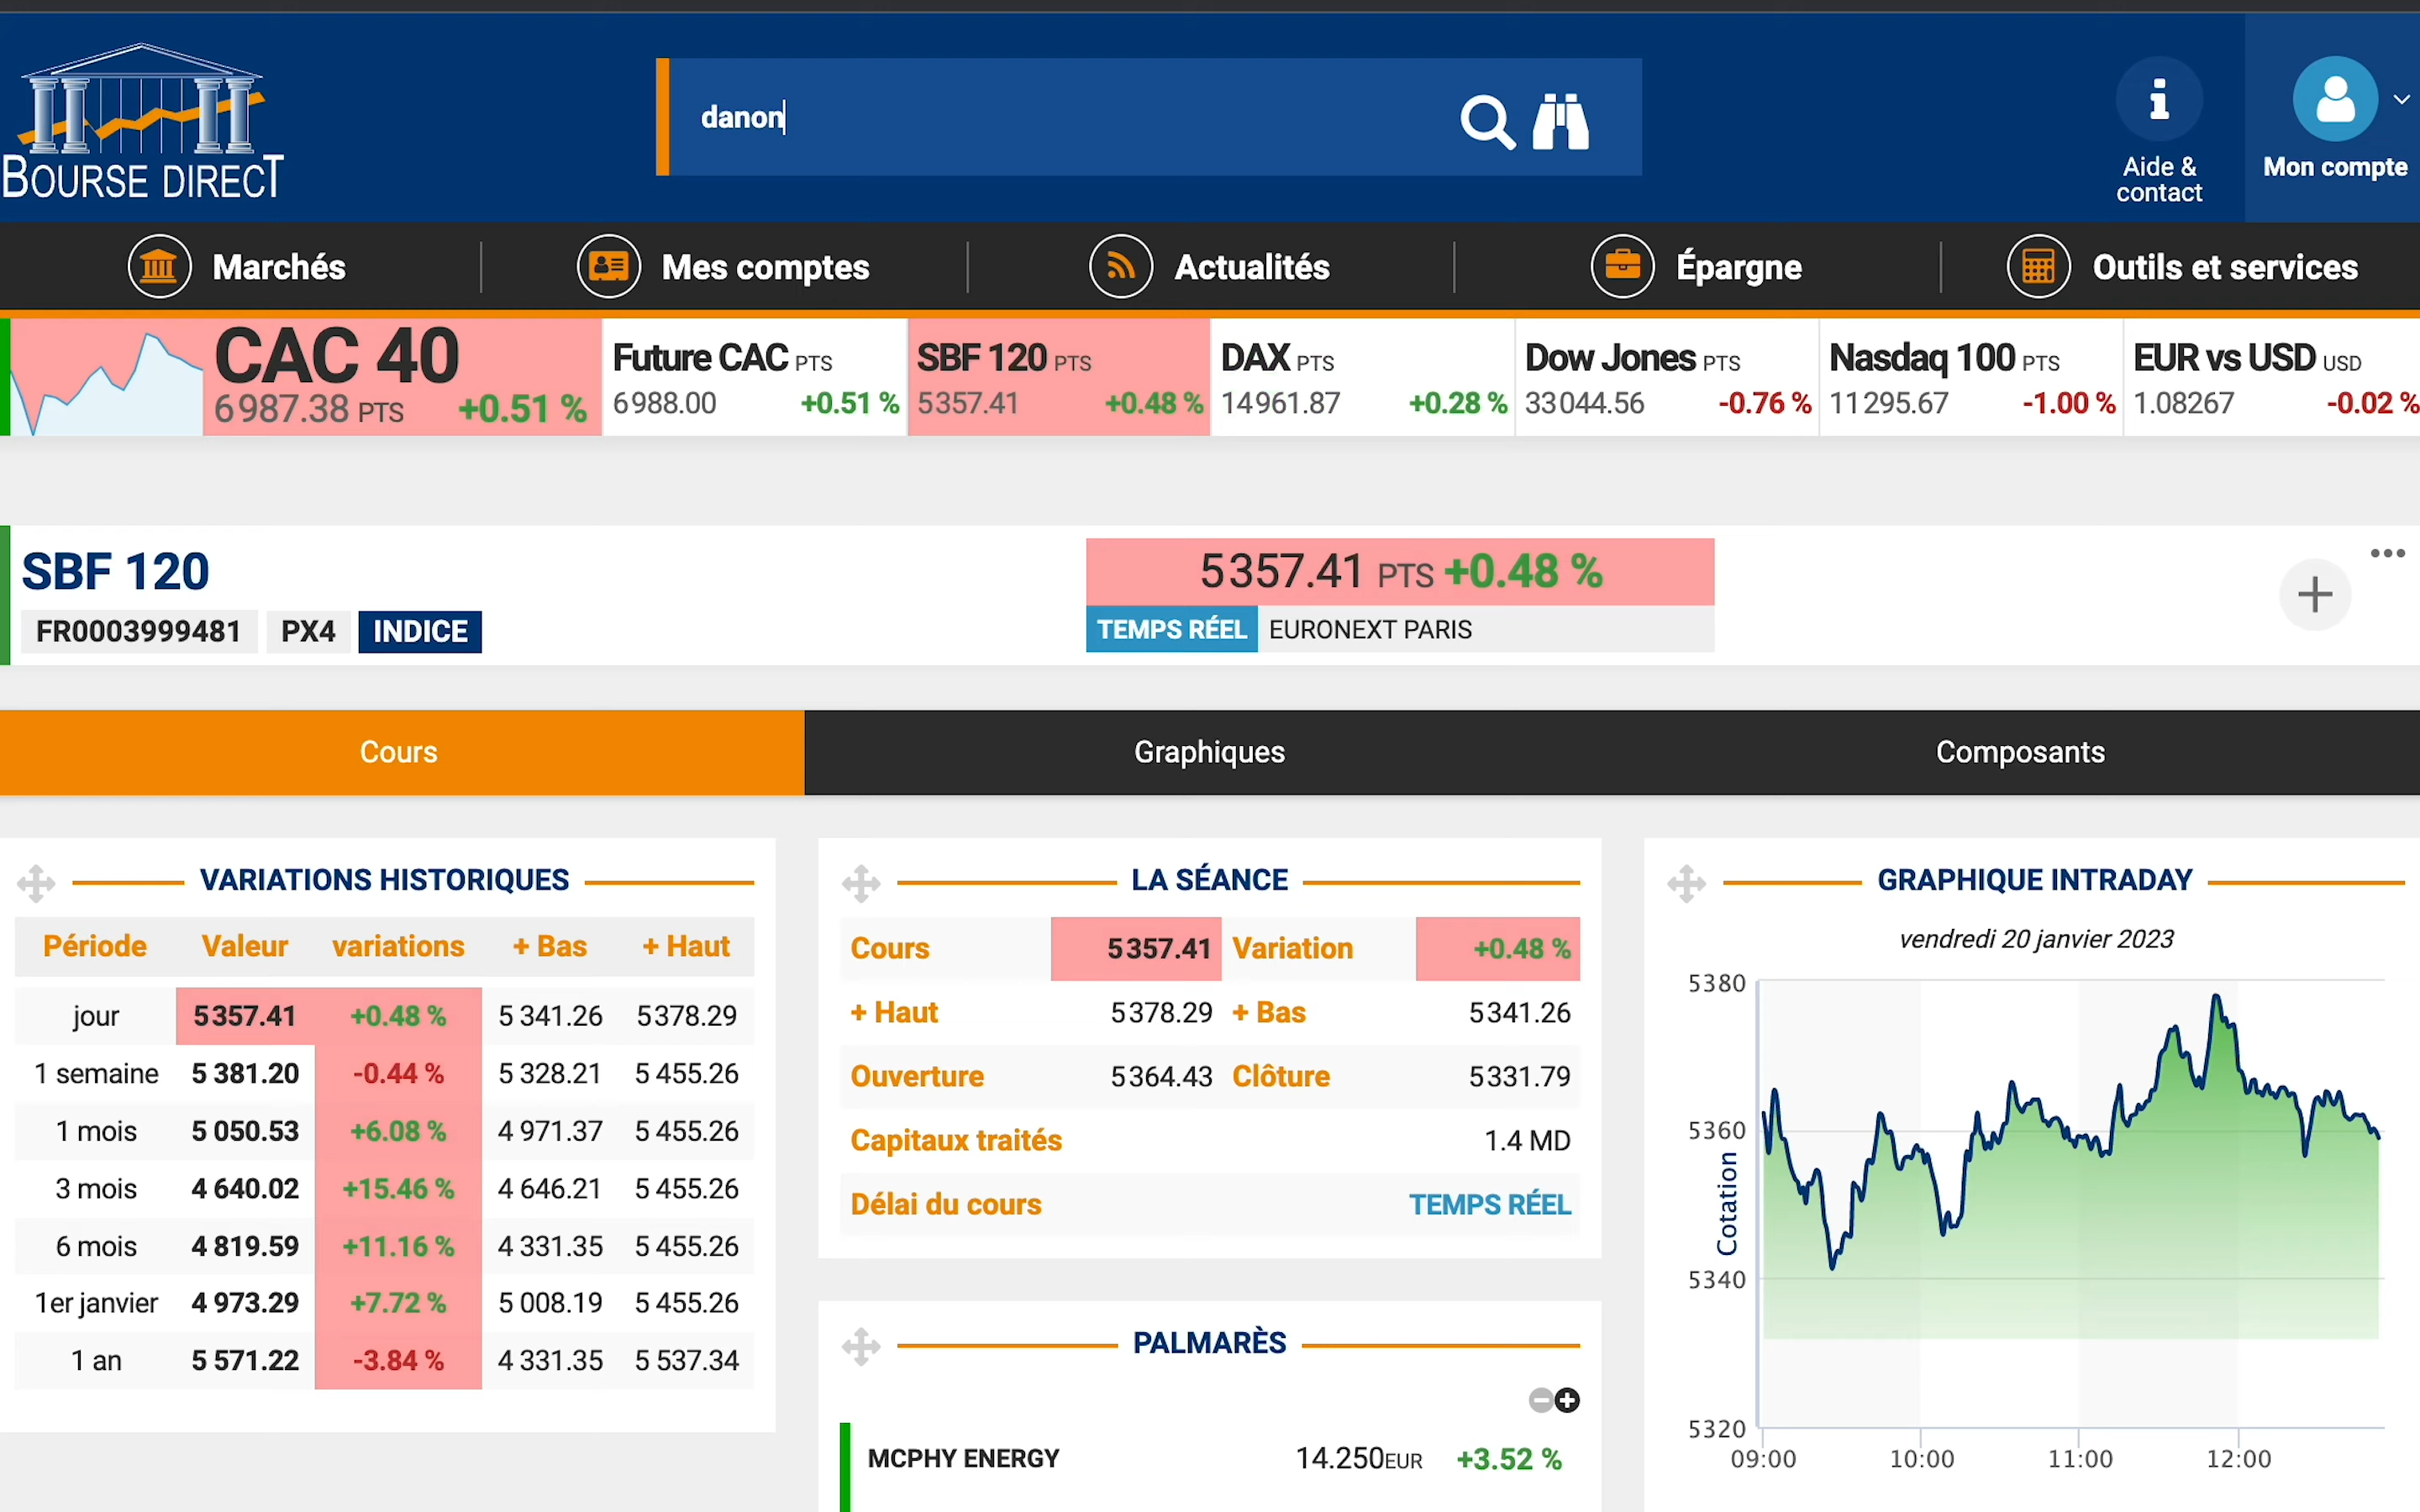 BOURSE DIRECT
danon
Aide &
contact
Mon compte
Marchés
Mes comptes
Actualités
Épargne
Outils et services
CAC 40
6987.38 PTS +0.51 %
Future CAC PTS
6988.00 +0.51 %
SBF 120 PTS
5357.41 +0.48 %
DAX PTS
14961.87 +0.28 %
Dow Jones PTS
33044.56 -0.76 %
Nasdaq 100 PTS
11295.67 -1.00 %
EUR vs USD USD
1.08267 -0.02 %
SBF 120
FR0003999481 PX4 INDICE
5357.41 PTS +0.48 %
TEMPS RÉEL EURONEXT PARIS
Cours
Graphiques
Composants
VARIATIONS HISTORIQUES
Période Valeur variations + Bas + Haut
jour 5357.41 +0.48 % 5 341.26 5378.29
1 semaine 5 381.20 -0.44 % 5 328.21 5 455.26
1 mois 5 050.53 +6.08 % 4 971.37 5 455.26
3 mois 4 640.02 +15.46 % 4 646.21 5 455.26
6 mois 4 819.59 +11.16 % 4 331.35 5 455.26
1er janvier 4 973.29 +7.72 % 5 008.19 5 455.26
1 an 5 571.22 -3.84 % 4 331.35 5 537.34
LA SÉANCE
Cours 5357.41 Variation +0.48 %
+ Haut 5378.29 + Bas 5341.26
Ouverture 5364.43 Clôture 5331.79
Capitaux traités 1.4 MD
Délai du cours TEMPS RÉEL
PALMARÈS
MCPHY ENERGY 14.250EUR +3.52 %
GRAPHIQUE INTRADAY
vendredi 20 janvier 2023
5380
5360
5340
5320
Cotation
09:00 10:00 11:00 12:00